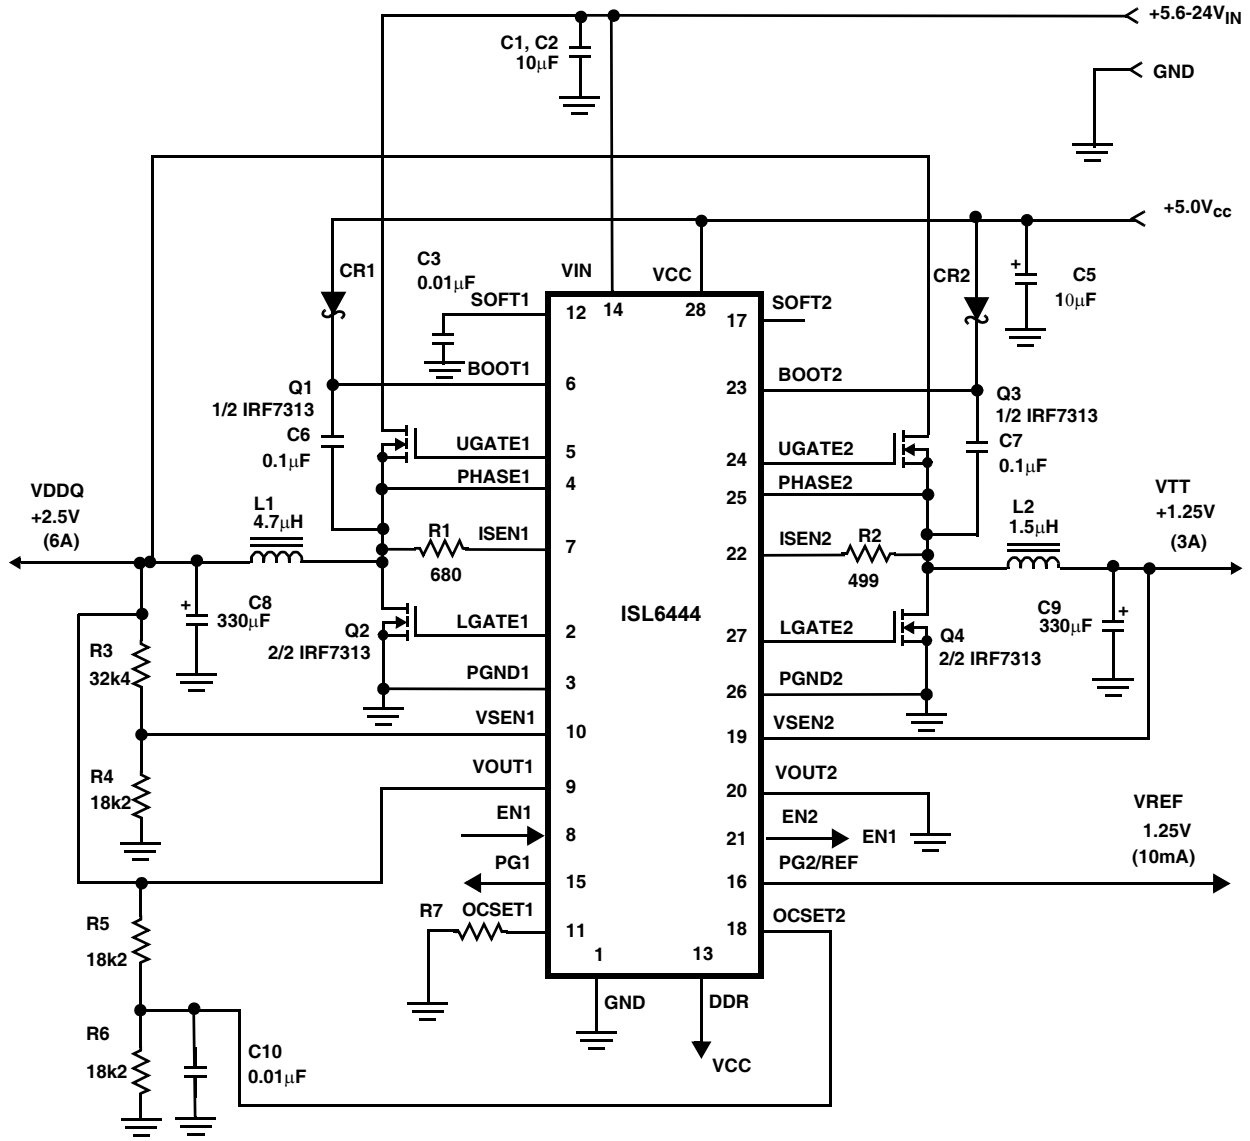 +5.6-24VIN
C1, C2
10μF
GND
+5.0Vcc
CR1
C3
0.01μF
VIN
VCC
CR2
C5
10μF
SOFT1
12
14
28
17
SOFT2
BOOT1
6
23
BOOT2
Q1
1/2 IRF7313
C6
0.1μF
Q3
1/2 IRF7313
C7
0.1μF
UGATE1
5
24
UGATE2
PHASE1
4
25
PHASE2
VDDQ
+2.5V
(6A)
L1
4.7μH
R1
680
ISEN1
7
22
ISEN2
R2
499
L2
1.5μH
VTT
+1.25V
(3A)
+
C8
330μF
ISL6444
C9
330μF
+
+
Q2
2/2 IRF7313
LGATE1
2
27
LGATE2
Q4
2/2 IRF7313
R3
32k4
PGND1
3
26
PGND2
VSEN1
10
19
VSEN2
R4
18k2
VOUT1
9
20
VOUT2
EN1
8
21
EN2
EN1
VREF
1.25V
(10mA)
PG1
15
16
PG2/REF
R5
18k2
R7
OCSET1
11
18
OCSET2
1
13
GND
DDR
VCC
R6
18k2
C10
0.01μF